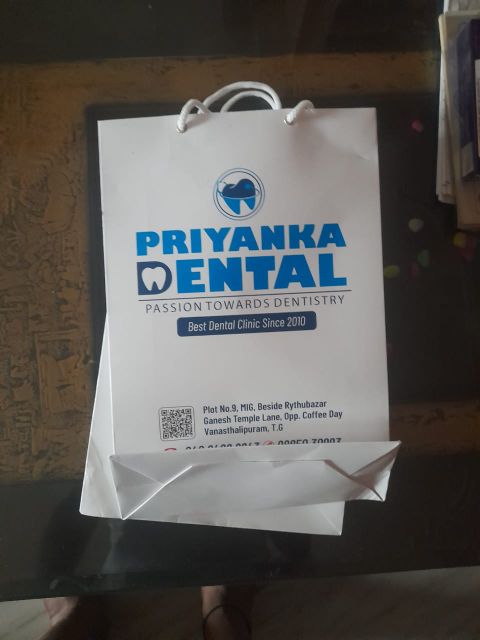 PRIYANKA
DENTAL
PASSION TOWARDS DENTISTRY
Best Dental Clinic Since 2010
Plot No.9, MIG, Beside Rythubazar
Ganesh Temple Lane, Opp. Coffee Day
Vanasthalipuram, T.G